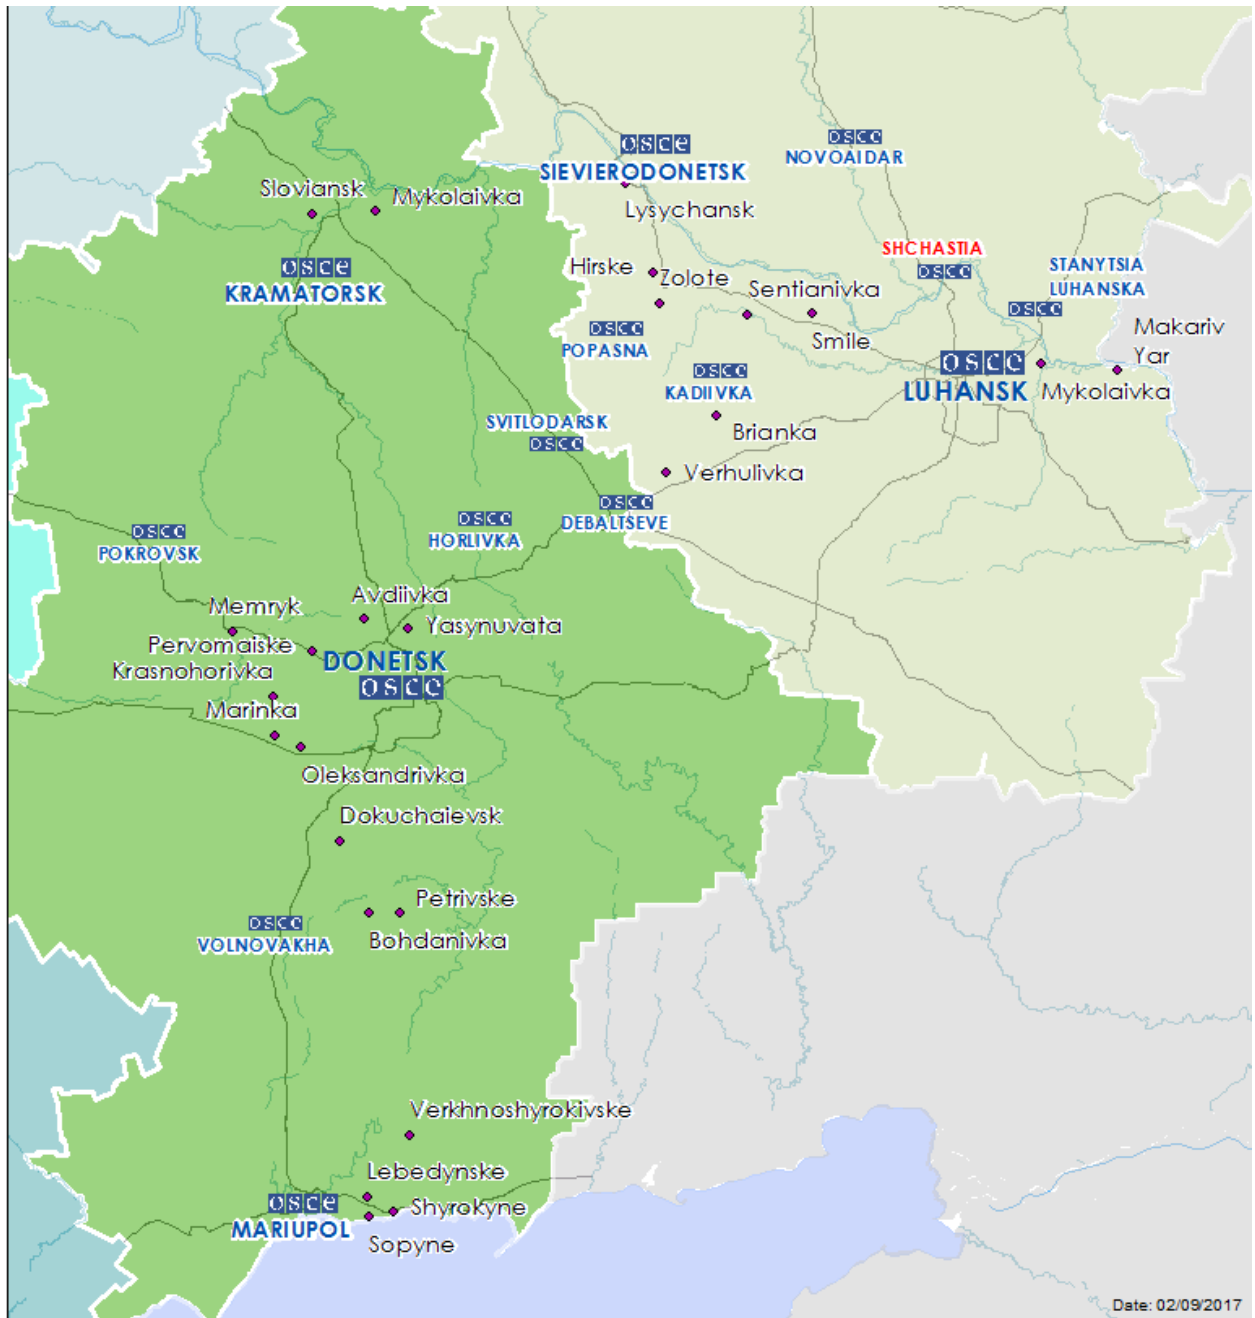 osce
SIEVIERODONETSK
OSCE
NOVOAIDAR
Sloviansk
Mykolaivka
Lysychansk
osce
KRAMATORSK
SHCHASTIA
OSCE
STANYTSIA
LUHANSKA
OSCE
Hirske
Zolote
Sentianivka
Smile
OSCE
POPASNA
Makariv
Yar
OSCE
KADIIVKA
osce
LUHANSK
Mykolaivka
Brianka
SVITLODARSK
OSCE
Verhulivka
OSCE
DEBALTSEVE
OSCE
HORLIVKA
OSCE
POKROVSK
Avdiivka
Memryk
Yasynuvata
Pervomaiske
DONETSK
osce
Krasnohorivka
Marinka
Oleksandrivka
Dokuchaievsk
Petrivske
Bohdanivka
OSCE
VOLNOVAKHA
Verkhnoshyrokivske
Lebedynske
osce
MARIUPOL
Shyrokyne
Sopyne
Date: 02/09/2017